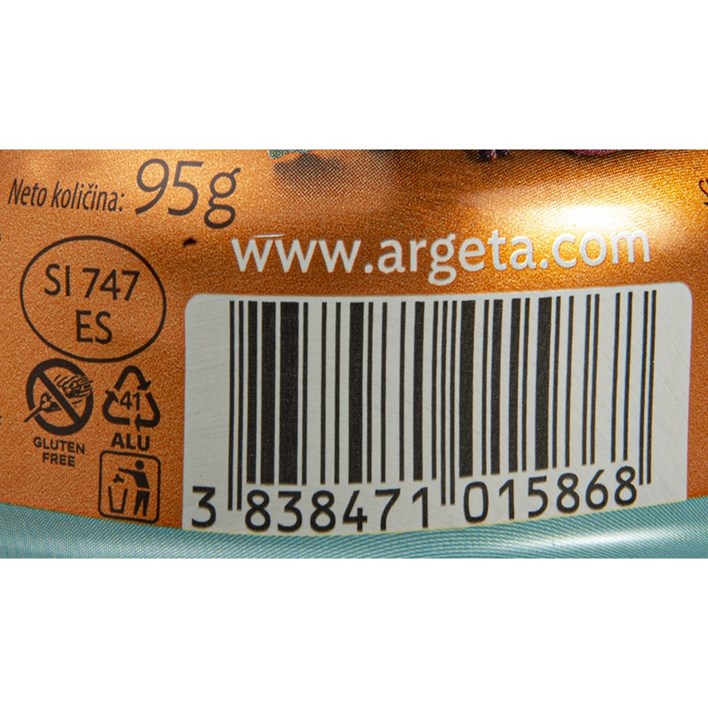 Neto količina: 95g
www.argeta.com
SI 747
ES
GLUTEN
FREE
41
ALU
3 838471 015868